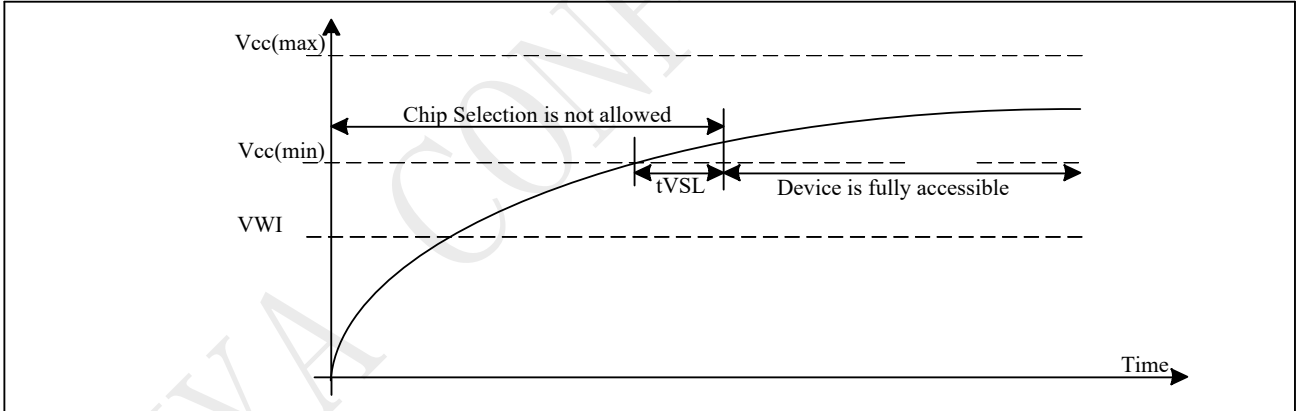 Vcc(max)
Chip Selection is not allowed
Vcc(min)
tVSL
Device is fully accessible
VWI
Time